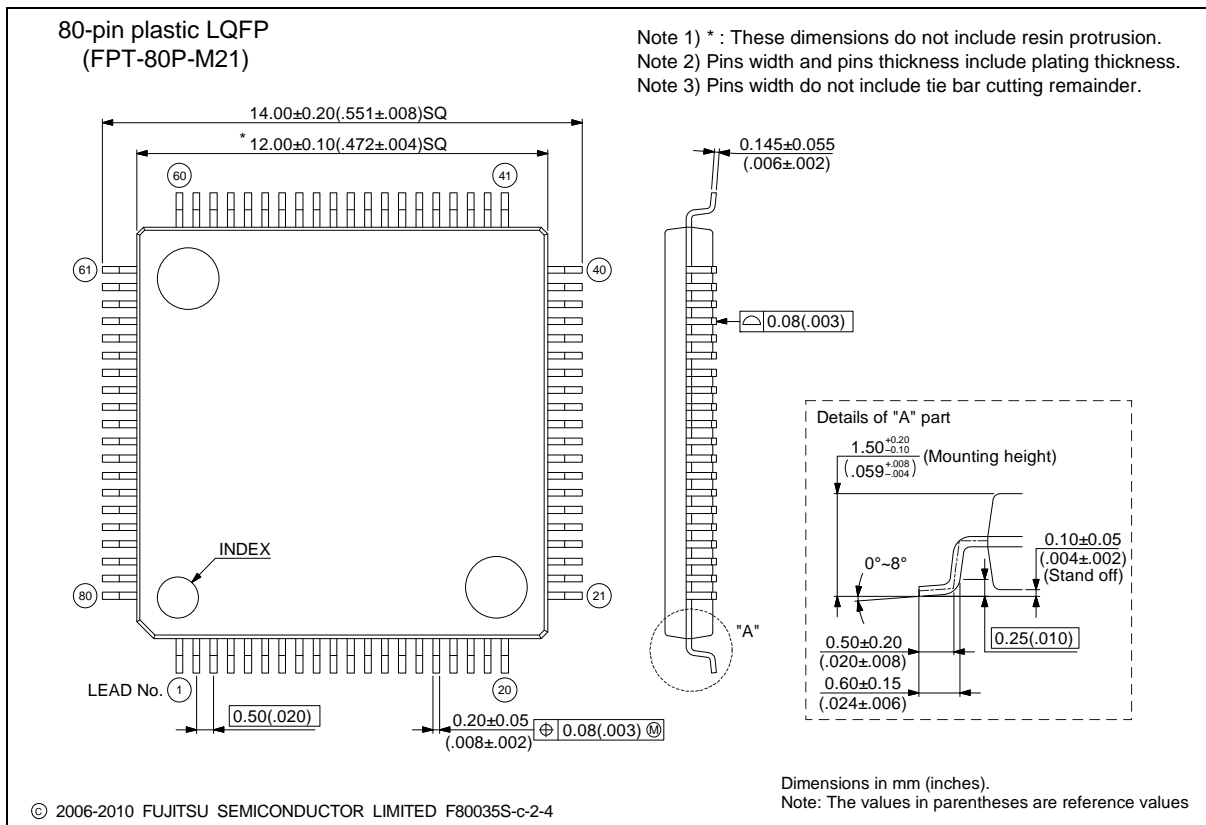 80-pin plastic LQFP
(FPT-80P-M21)
Note 1) * : These dimensions do not include resin protrusion.
Note 2) Pins width and pins thickness include plating thickness.
Note 3) Pins width do not include tie bar cutting remainder.
14.00±0.20(.551±.008)SQ
* 12.00±0.10(.472±.004)SQ
0.145±0.055
(.006±.002)
60
41
61
40
0.08(.003)
Details of "A" part
1.50 +0.20 −0.10
(.059 +.008 −.004)
(Mounting height)
INDEX
0.10±0.05
(.004±.002)
(Stand off)
0°~8°
80
21
"A"
0.25(.010)
0.50±0.20
(.020±.008)
0.60±0.15
(.024±.006)
LEAD No. 1
20
0.50(.020)
0.20±0.05
(.008±.002)
⌖ 0.08(.003) Ⓜ
Dimensions in mm (inches).
Note: The values in parentheses are reference values
© 2006-2010 FUJITSU SEMICONDUCTOR LIMITED F80035S-c-2-4